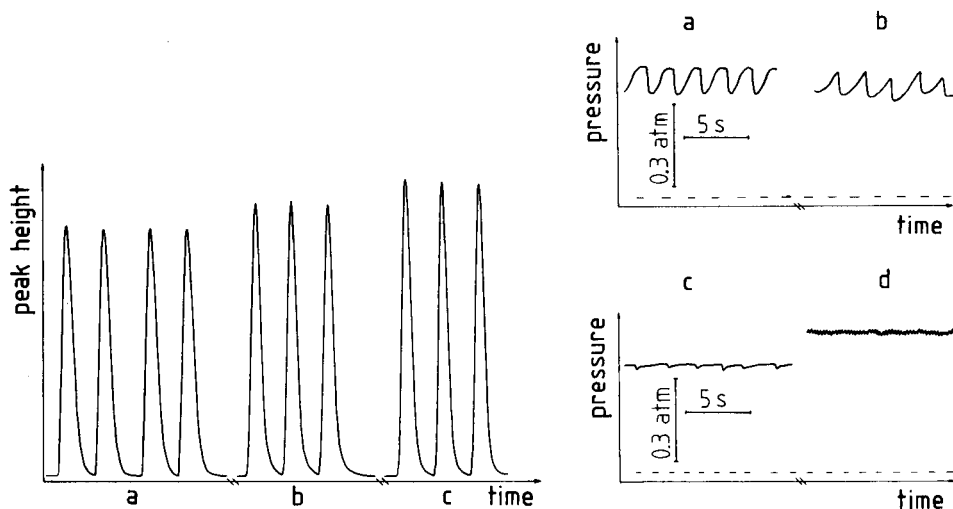 peak height
a
b
c
time
a
b
pressure
0.3 atm
5 s
time
c
d
pressure
0.3 atm
5 s
time